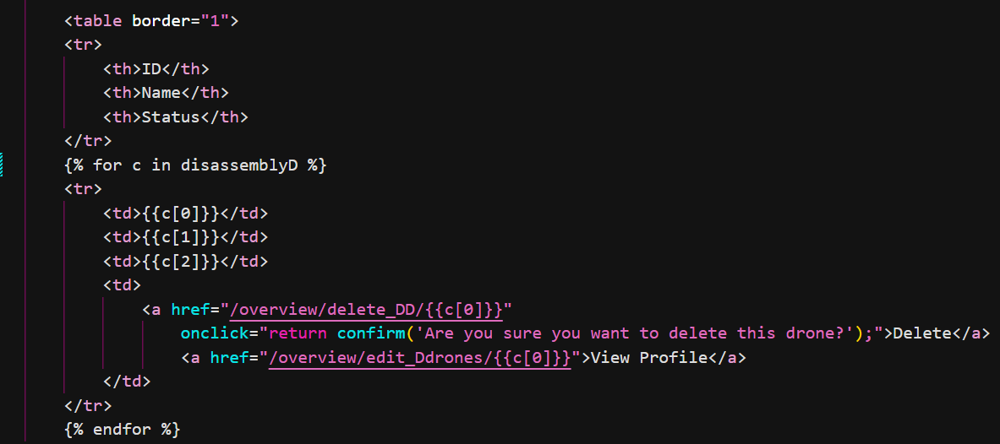 <table border="1">
<tr>
<th>ID</th>
<th>Name</th>
<th>Status</th>
</tr>
{% for c in disassemblyD %}
<tr>
<td>{{c[0]}}</td>
<td>{{c[1]}}</td>
<td>{{c[2]}}</td>
<td>
<a href="/overview/delete_DD/{{c[0]}}"
onclick="return confirm('Are you sure you want to delete this drone?');">Delete</a>
<a href="/overview/edit_Ddrones/{{c[0]}}">View Profile</a>
</td>
</tr>
{% endfor %}